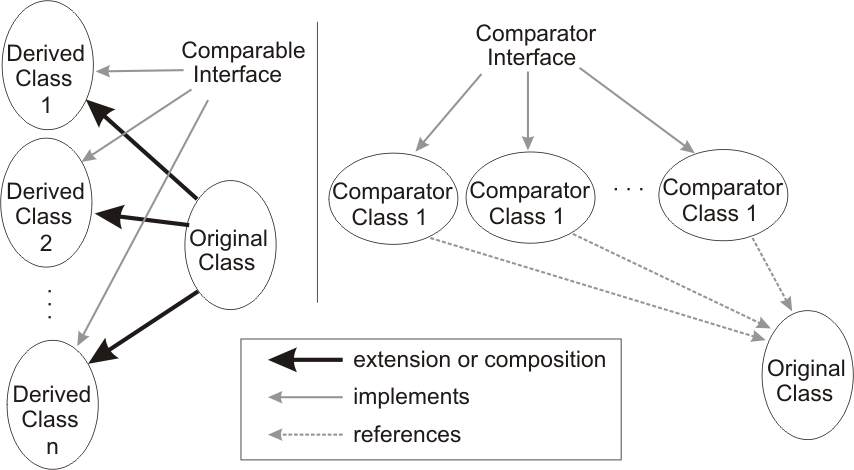 Derived
Class
1
Comparable
Interface
Derived
Class
2
Original
Class
.
.
.
Derived
Class
n
Comparator
Interface
Comparator
Class 1
Comparator
Class 1
. . .
Comparator
Class 1
Original
Class
extension or composition
implements
references